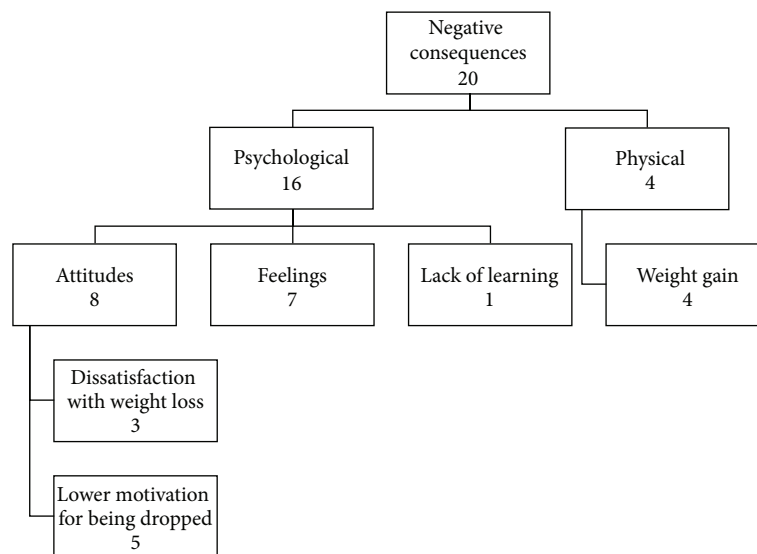 Negative
consequences
20
Psychological
16
Physical
4
Attitudes
8
Feelings
7
Lack of learning
1
Weight gain
4
Dissatisfaction
with weight loss
3
Lower motivation
for being dropped
5